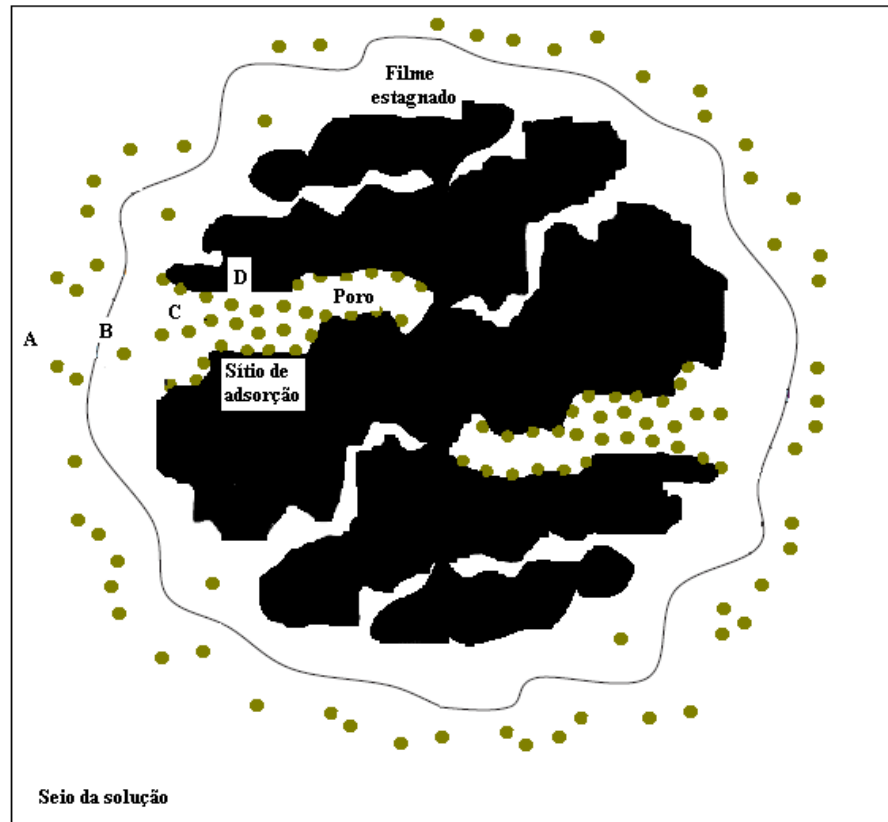 Filme
estagnado
D
Poro
C
B
A
Sítio de
adsorção
Seio da solução